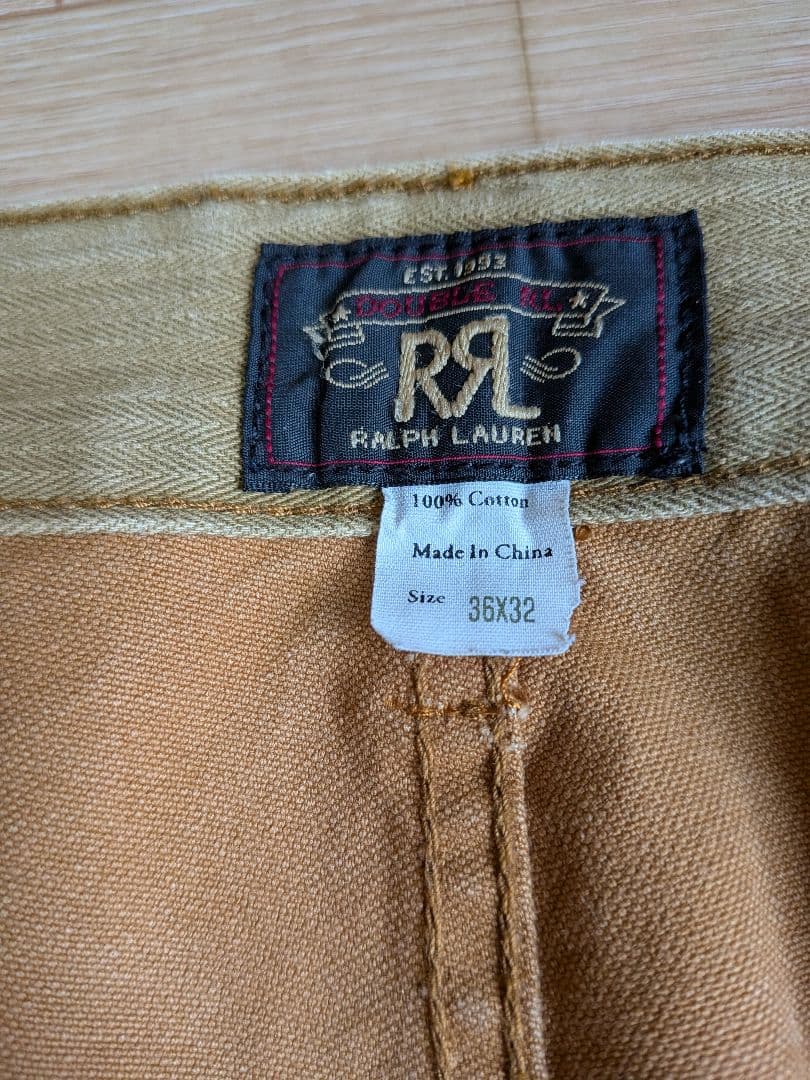 EST. 1993
DOUBLE RL
RRL
RALPH LAUREN
100% Cotton
Made In China
Size 36X32